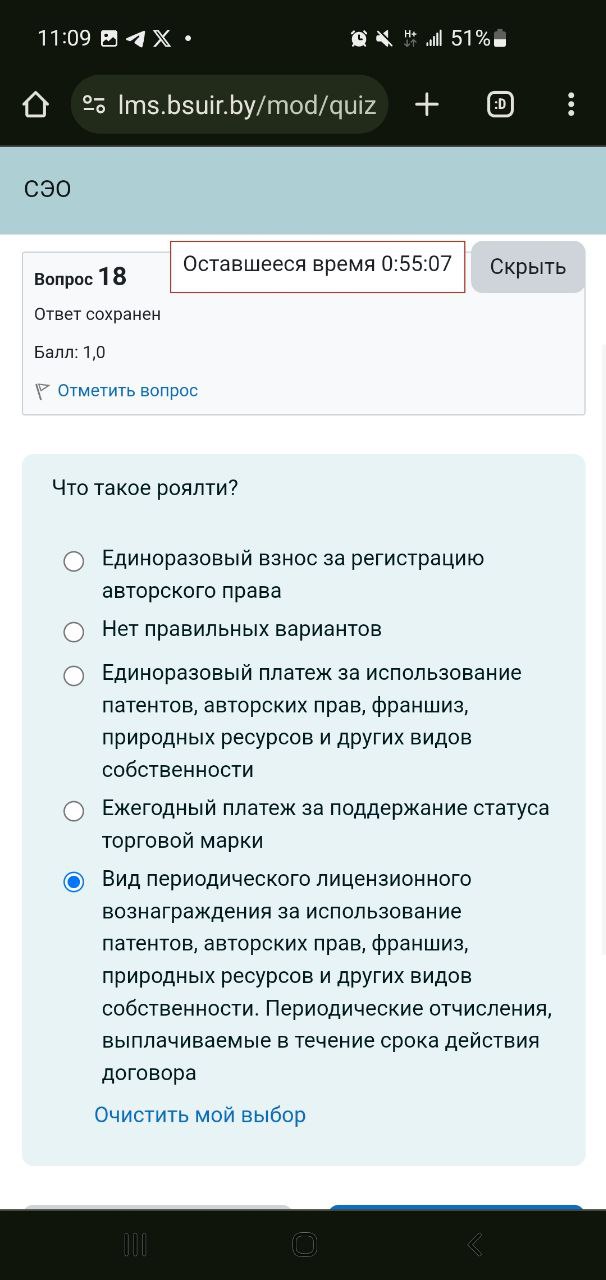 11:09
H+
51%
lms.bsuir.by/mod/quiz
:D
СЭО
Вопрос 18
Оставшееся время 0:55:07
Скрыть
Ответ сохранен
Балл: 1,0
Отметить вопрос
Что такое роялти?
Единоразовый взнос за регистрацию
авторского права
Нет правильных вариантов
Единоразовый платеж за использование
патентов, авторских прав, франшиз,
природных ресурсов и других видов
собственности
Ежегодный платеж за поддержание статуса
торговой марки
Вид периодического лицензионного
вознаграждения за использование
патентов, авторских прав, франшиз,
природных ресурсов и других видов
собственности. Периодические отчисления,
выплачиваемые в течение срока действия
договора
Очистить мой выбор